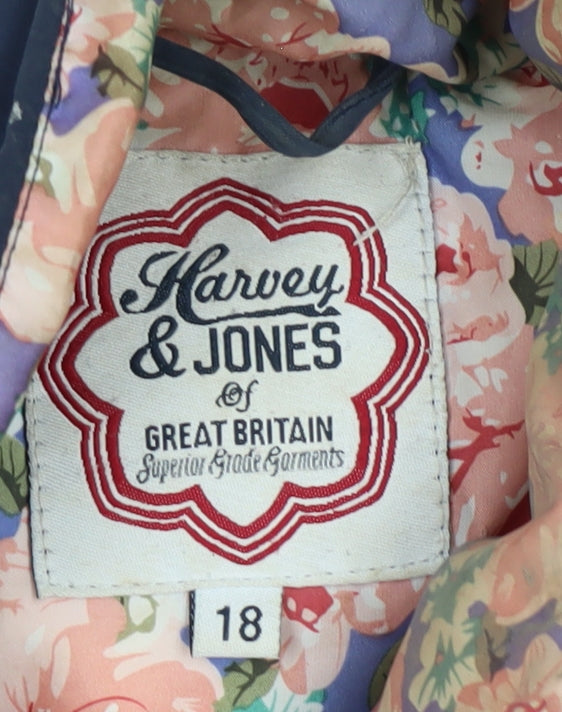 Harvey
& JONES
Of
GREAT BRITAIN
Superior Grade Garments
18